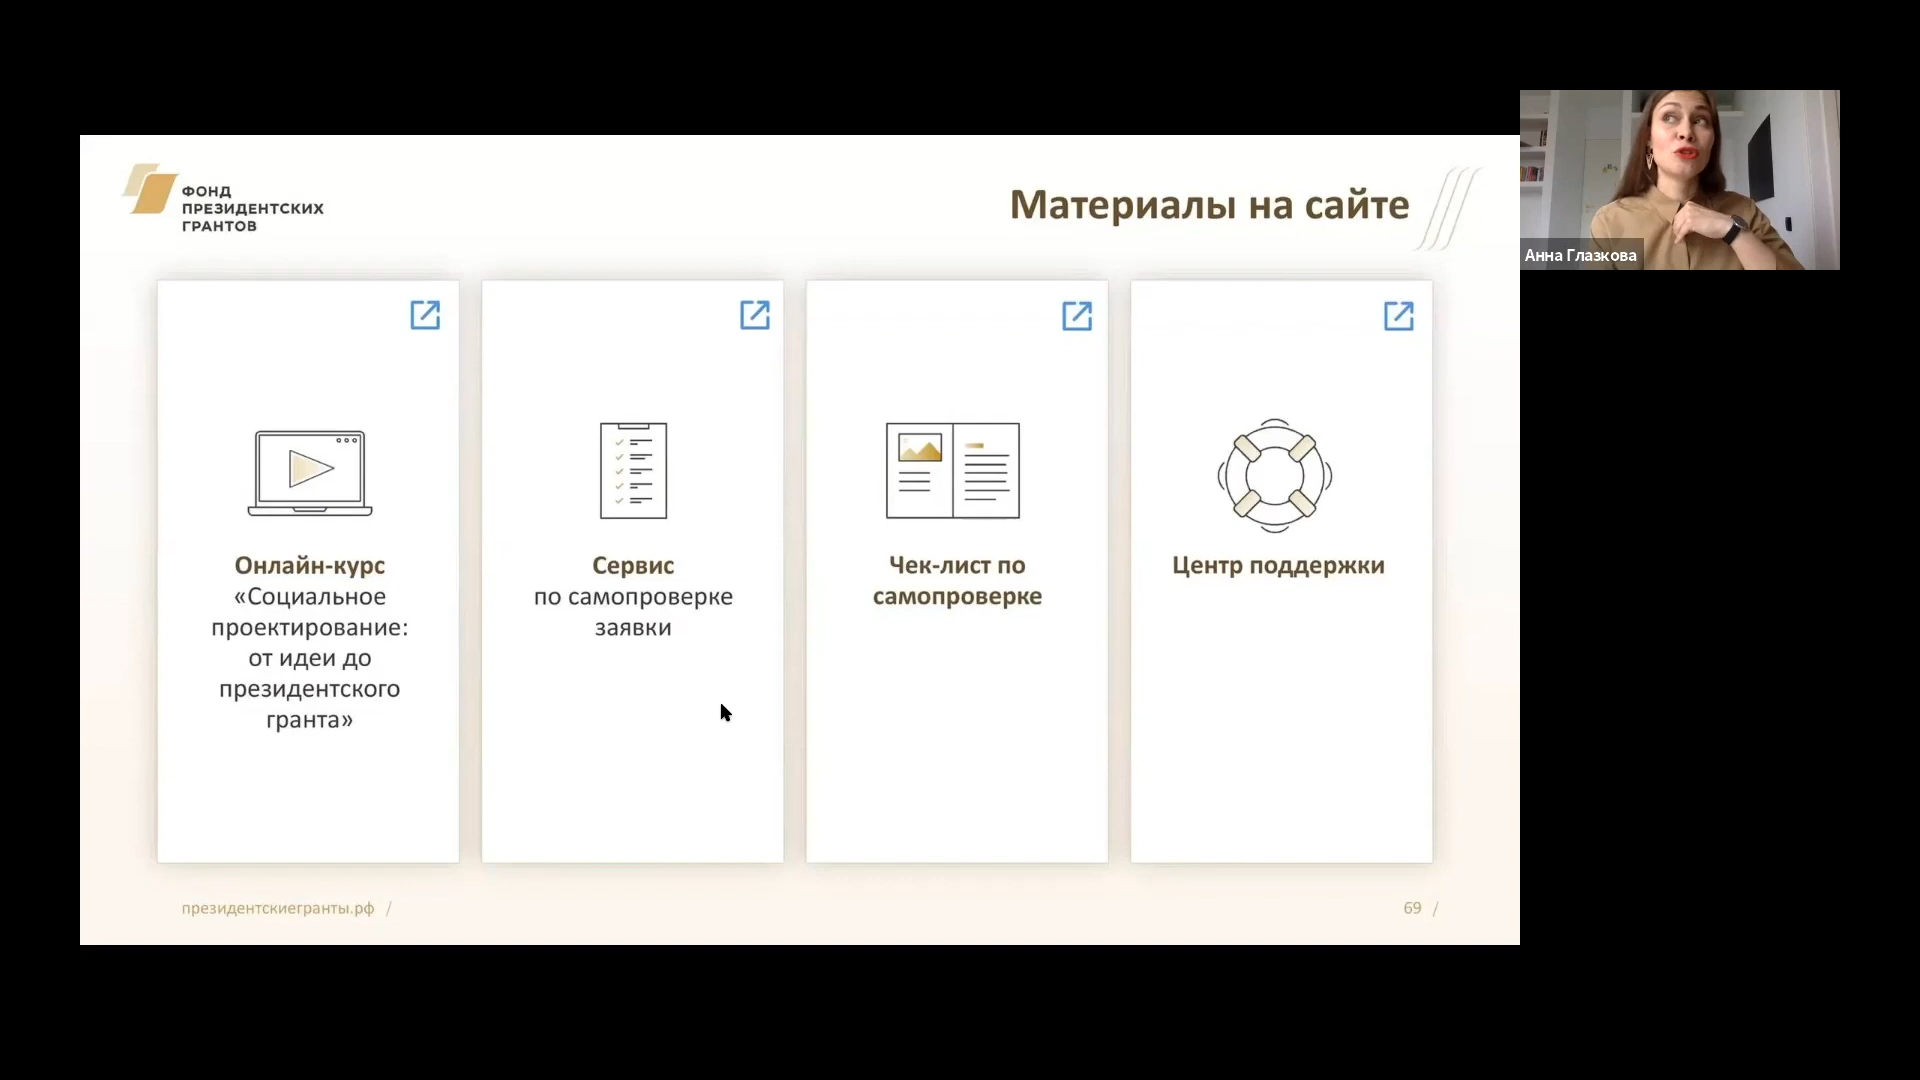 ФОНД
ПРЕЗИДЕНТСКИХ
ГРАНТОВ
Материалы на сайте
Анна Глазкова
Онлайн-курс
«Социальное
проектирование:
от идеи до
президентского
гранта»
Сервис
по самопроверке
заявки
Чек-лист по
самопроверке
Центр поддержки
президентскиегранты.рф /
69 /